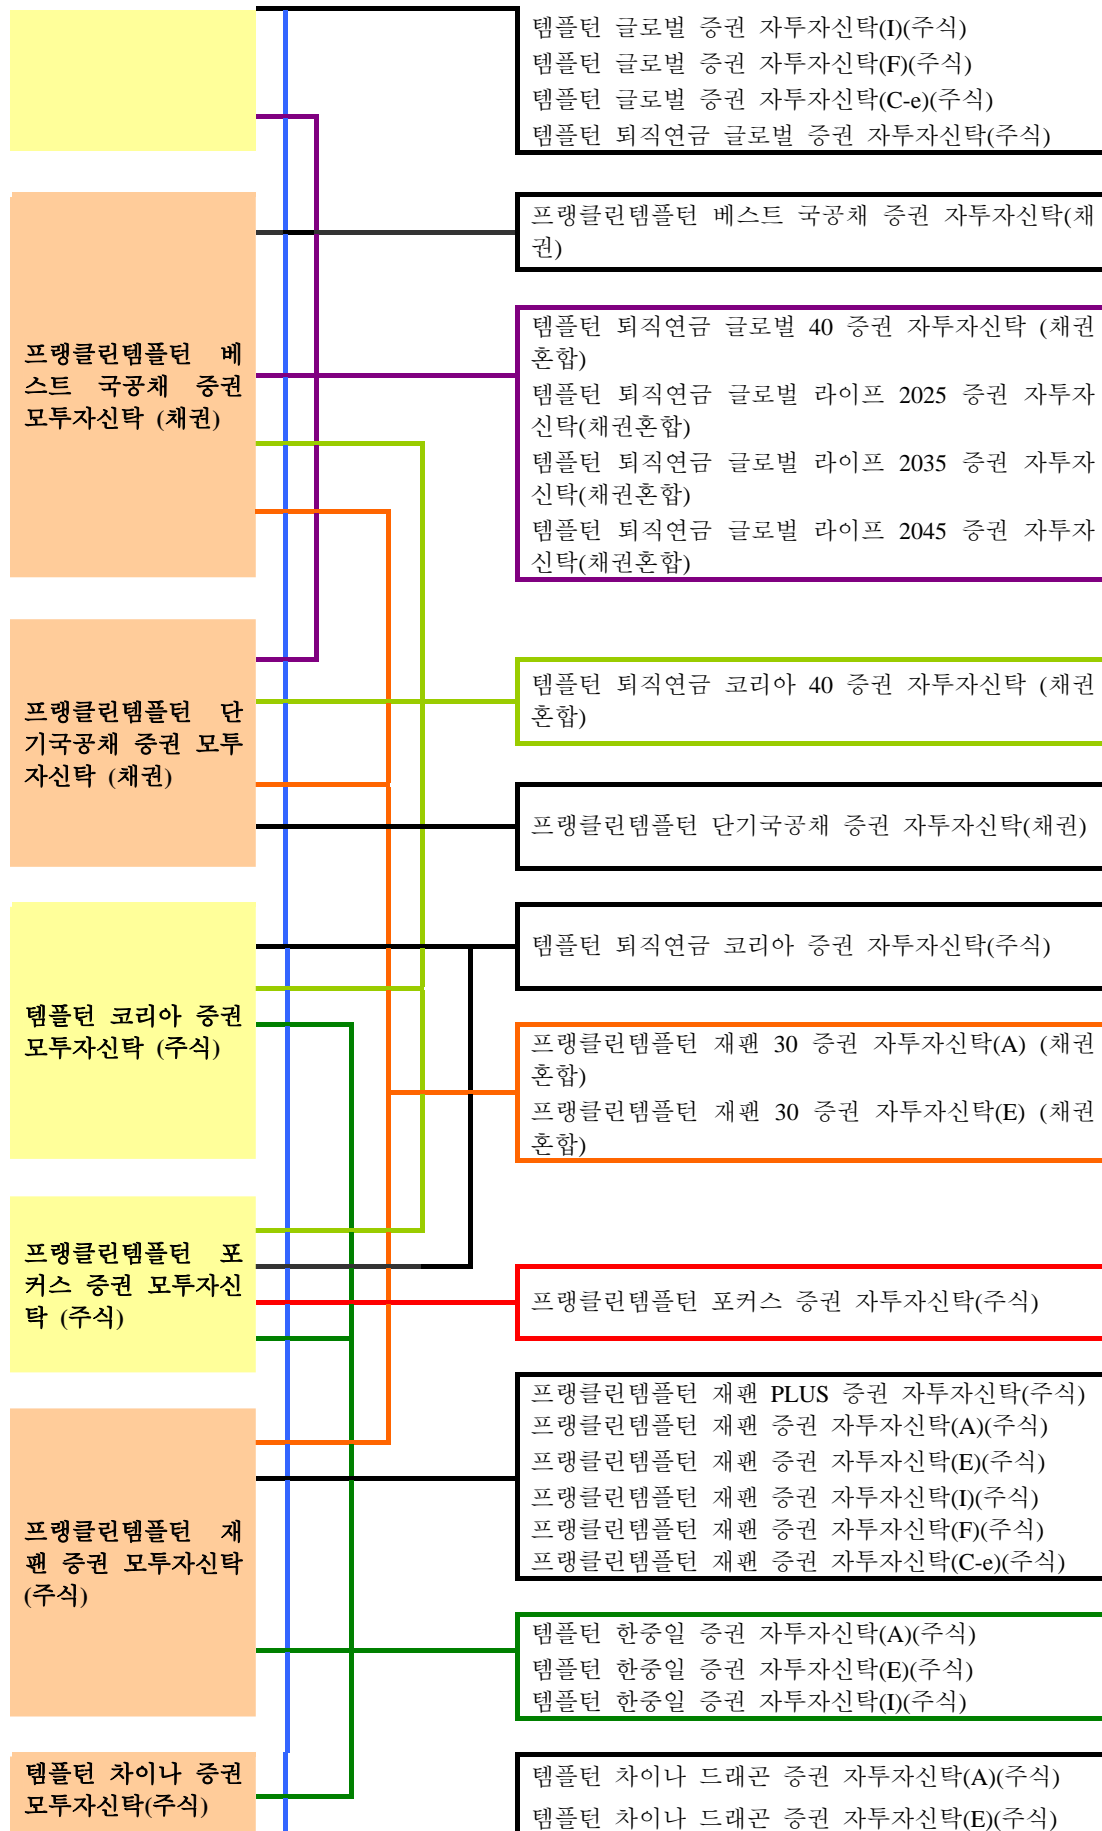 템플턴 글로벌 증권 자투자신탁(I)(주식)
템플턴 글로벌 증권 자투자신탁(F)(주식)
템플턴 글로벌 증권 자투자신탁(C-e)(주식)
템플턴 퇴직연금 글로벌 증권 자투자신탁(주식)
프랭클린템플턴 베스트 국공채 증권 자투자신탁(채
권)
프랭클린템플턴 베
스트 국공채 증권
모투자신탁 (채권)
템플턴 퇴직연금 글로벌 40 증권 자투자신탁 (채권
혼합)
템플턴 퇴직연금 글로벌 라이프 2025 증권 자투자
신탁(채권혼합)
템플턴 퇴직연금 글로벌 라이프 2035 증권 자투자
신탁(채권혼합)
템플턴 퇴직연금 글로벌 라이프 2045 증권 자투자
신탁(채권혼합)
프랭클린템플턴 단
기국공채 증권 모투
자신탁 (채권)
템플턴 퇴직연금 코리아 40 증권 자투자신탁 (채권
혼합)
프랭클린템플턴 단기국공채 증권 자투자신탁(채권)
템플턴 코리아 증권
모투자신탁 (주식)
템플턴 퇴직연금 코리아 증권 자투자신탁(주식)
프랭클린템플턴 재팬 30 증권 자투자신탁(A) (채권
혼합)
프랭클린템플턴 재팬 30 증권 자투자신탁(E) (채권
혼합)
프랭클린템플턴 포
커스 증권 모투자신
탁 (주식)
프랭클린템플턴 포커스 증권 자투자신탁(주식)
프랭클린템플턴 재
팬 증권 모투자신탁
(주식)
프랭클린템플턴 재팬 PLUS 증권 자투자신탁(주식)
프랭클린템플턴 재팬 증권 자투자신탁(A)(주식)
프랭클린템플턴 재팬 증권 자투자신탁(E)(주식)
프랭클린템플턴 재팬 증권 자투자신탁(I)(주식)
프랭클린템플턴 재팬 증권 자투자신탁(F)(주식)
프랭클린템플턴 재팬 증권 자투자신탁(C-e)(주식)
템플턴 한중일 증권 자투자신탁(A)(주식)
템플턴 한중일 증권 자투자신탁(E)(주식)
템플턴 한중일 증권 자투자신탁(I)(주식)
템플턴 차이나 증권
모투자신탁(주식)
템플턴 차이나 드래곤 증권 자투자신탁(A)(주식)
템플턴 차이나 드래곤 증권 자투자신탁(E)(주식)